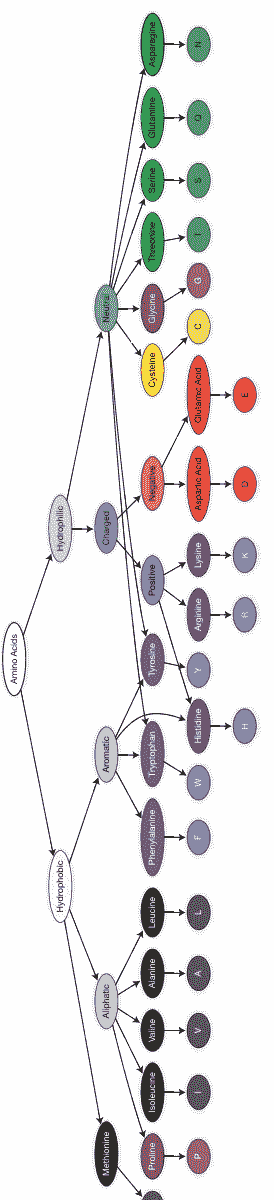 Amino Acids
Hydrophobic
Hydrophilic
Methionine
Aliphatic
Aromatic
Charged
Neutral
Proline
Isoleucine
Valine
Alanine
Leucine
Phenylalanine
Tryptophan
Tyrosine
Positive
Negative
Cysteine
Glycine
Threonine
Serine
Glutamine
Asparagine
P
I
V
A
L
F
W
Histidine
Y
Arginine
Lysine
Aspartic Acid
Glutamic Acid
C
G
T
S
Q
N
H
R
K
D
E